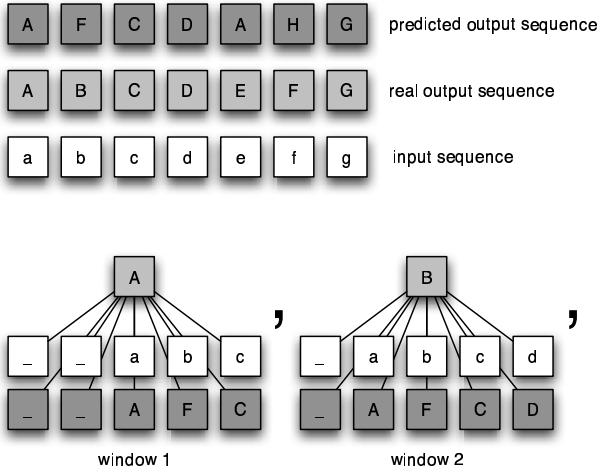 A F C D A H G predicted output sequence
A B C D E F G real output sequence
a b c d e f g input sequence
A , B ,
_ _ a b c _ a b c d
_ _ A F C _ A F C D
window 1 window 2